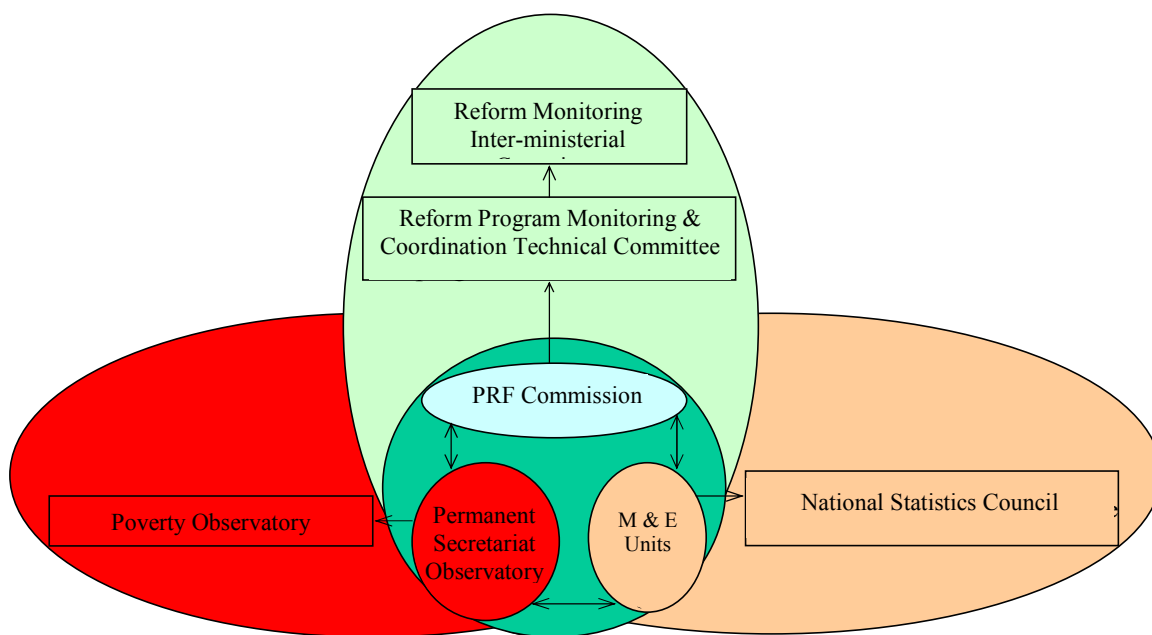 Reform Monitoring
Inter-ministerial
Reform Program Monitoring &
Coordination Technical Committee
PRF Commission
Poverty Observatory
Permanent
Secretariat
Observatory
M & E
Units
National Statistics Council